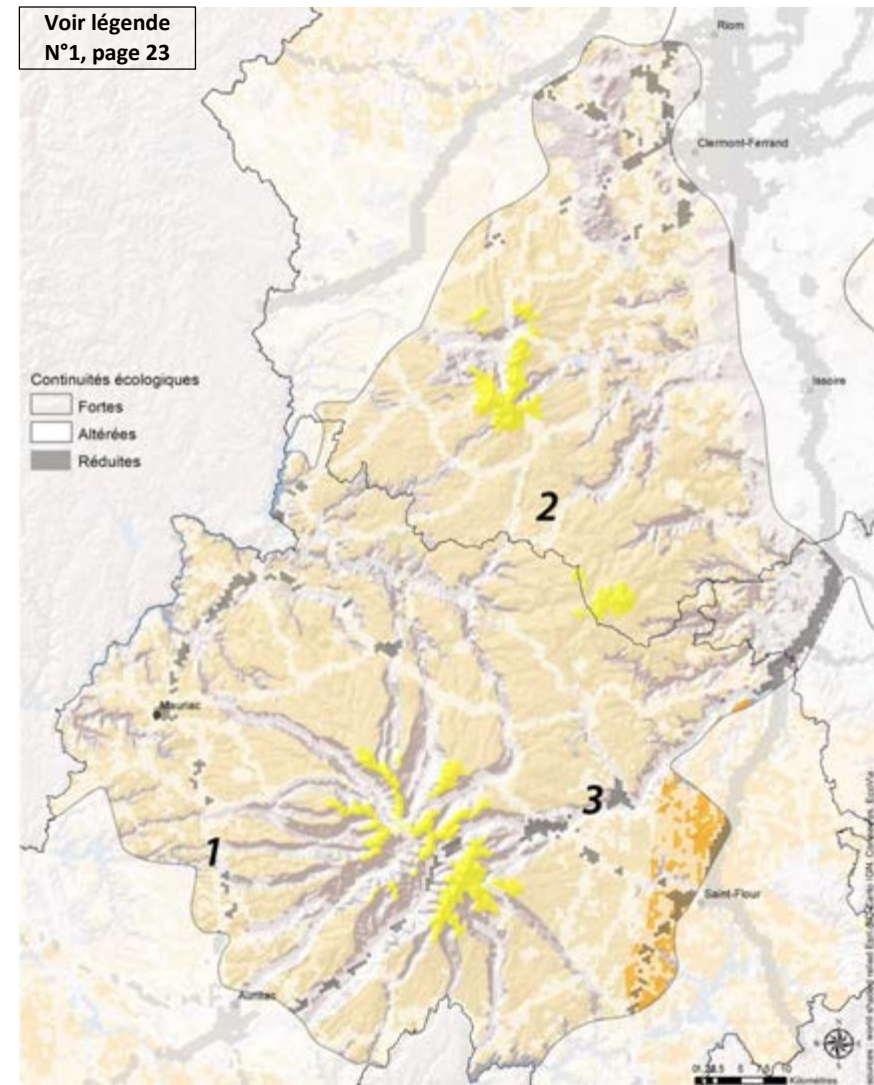 Voir légende
N°1, page 23
Riom
Clermont-Ferrand
Issoire
Continuités écologiques
Fortes
Altérées
Réduites
2
Mauriac
3
1
Saint-Flour
Aurillac
Kilomètres